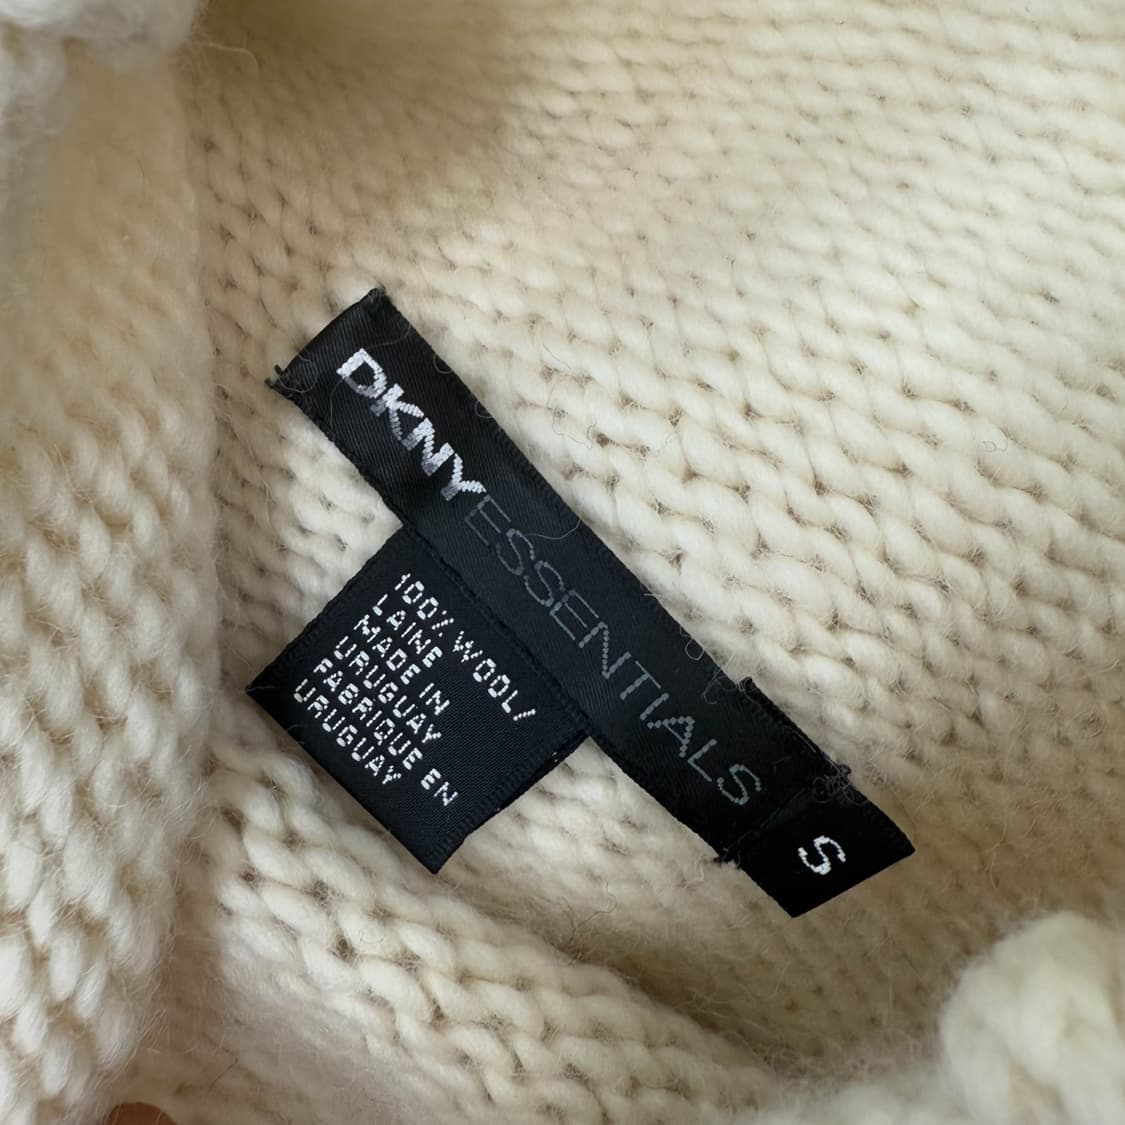 DKNYESSENTIALS
S
100% WOOL/
LAINE
MADE IN
URUGUAY
FABRIQUE EN
URUGUAY